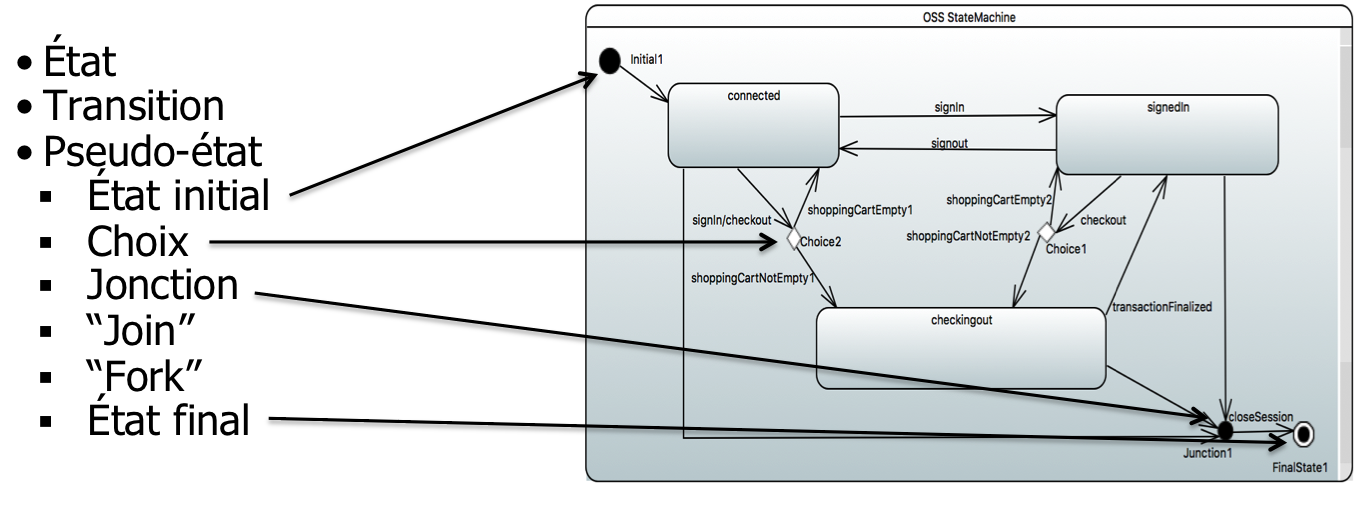 • État
• Transition
• Pseudo-état
▪ État initial
▪ Choix
▪ Jonction
▪ “Join”
▪ “Fork”
▪ État final
OSS StateMachine
Initial1
connected
signedIn
signIn
signout
shoppingCartEmpty2
shoppingCartEmpty1
signIn/checkout
checkout
shoppingCartNotEmpty2
Choice2
Choice1
shoppingCartNotEmpty1
transactionFinalized
checkingout
closeSession
Junction1
FinalState1